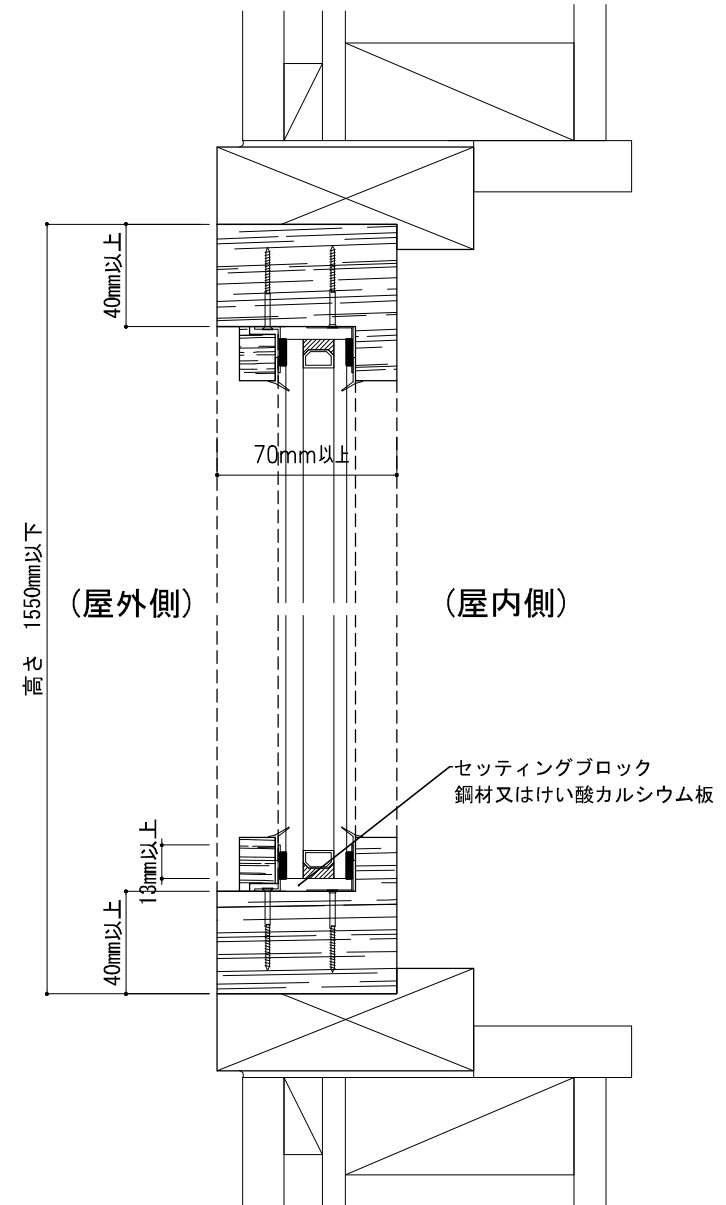 40mm以上
70mm以上
高さ 1550mm以下
(屋外側)
(屋内側)
セッティングブロック
鋼材又はけい酸カルシウム板
13mm以上
40mm以上